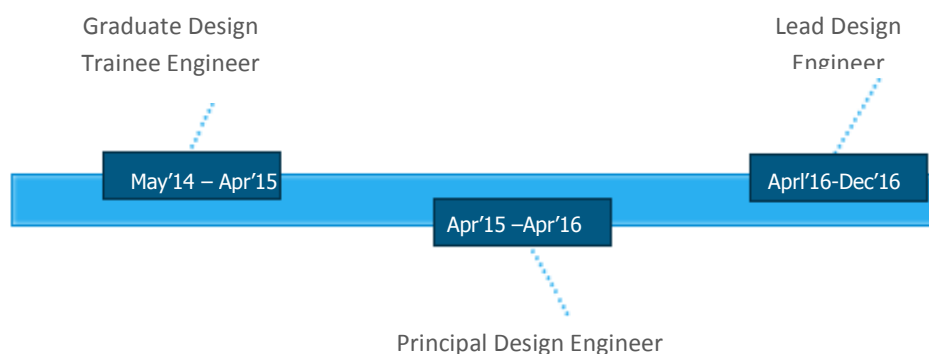 Graduate Design
Trainee Engineer
Lead Design
Engineer
May’14 – Apr’15
Aprl’16-Dec’16
Apr’15 –Apr’16
Principal Design Engineer